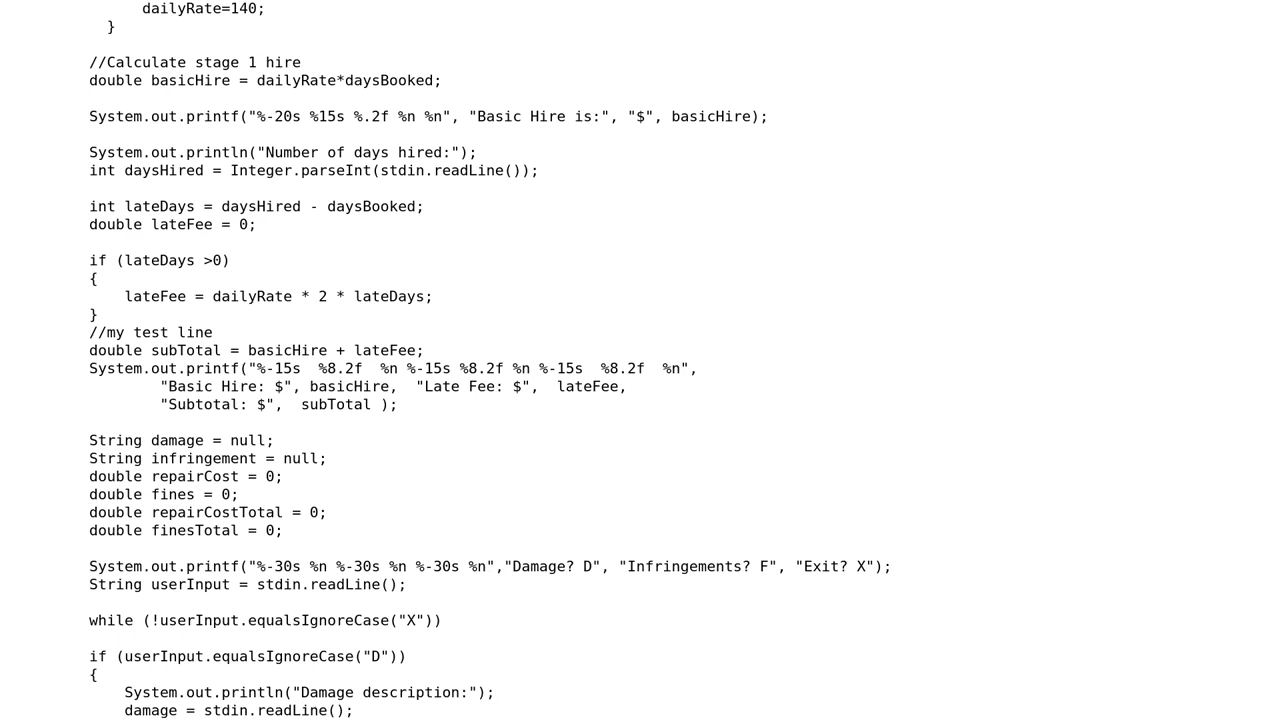 dailyRate=140;
}
//Calculate stage 1 hire
double basicHire = dailyRate*daysBooked;
System.out.printf("%-20s %15s %.2f %n %n", "Basic Hire is:", "$", basicHire);
System.out.println("Number of days hired:");
int daysHired = Integer.parseInt(stdin.readLine());
int lateDays = daysHired - daysBooked;
double lateFee = 0;
if (lateDays >0)
{
lateFee = dailyRate * 2 * lateDays;
}
//my test line
double subTotal = basicHire + lateFee;
System.out.printf("%-15s  %8.2f  %n %-15s %8.2f %n %-15s  %8.2f  %n",
"Basic Hire: $", basicHire,  "Late Fee: $",  lateFee,
"Subtotal: $",  subTotal );
String damage = null;
String infringement = null;
double repairCost = 0;
double fines = 0;
double repairCostTotal = 0;
double finesTotal = 0;
System.out.printf("%-30s %n %-30s %n %-30s %n","Damage? D", "Infringements? F", "Exit? X");
String userInput = stdin.readLine();
while (!userInput.equalsIgnoreCase("X"))
if (userInput.equalsIgnoreCase("D"))
{
System.out.println("Damage description:");
damage = stdin.readLine();